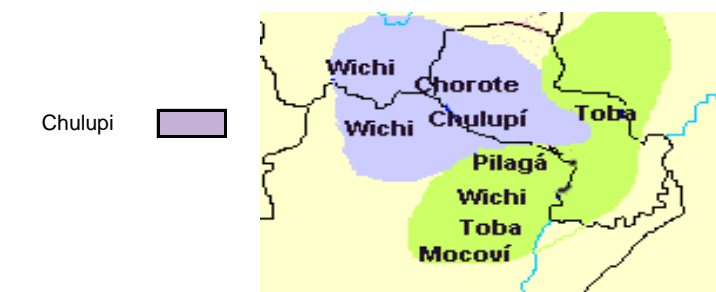 Wichi
Chorote
Chulupi
Wichi Chulupí Toba
Pilagá
Wichi
Toba
Mocoví